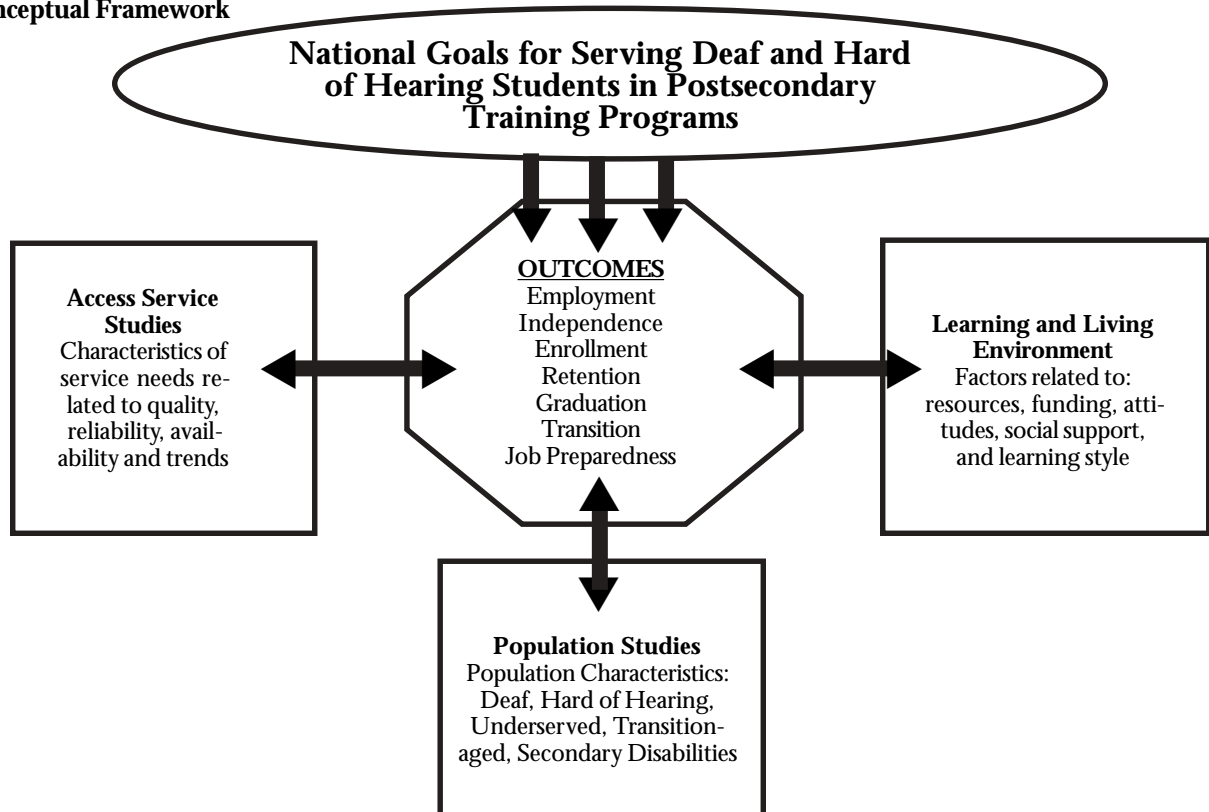 nceptual Framework
National Goals for Serving Deaf and Hard
of Hearing Students in Postsecondary
Training Programs
OUTCOMES
Employment
Independence
Enrollment
Retention
Graduation
Transition
Job Preparedness
Access Service
Studies
Characteristics of
service needs re-
lated to quality,
reliability, avail-
ability and trends
Learning and Living
Environment
Factors related to:
resources, funding, atti-
tudes, social support,
and learning style
Population Studies
Population Characteristics:
Deaf, Hard of Hearing,
Underserved, Transition-
aged, Secondary Disabilities